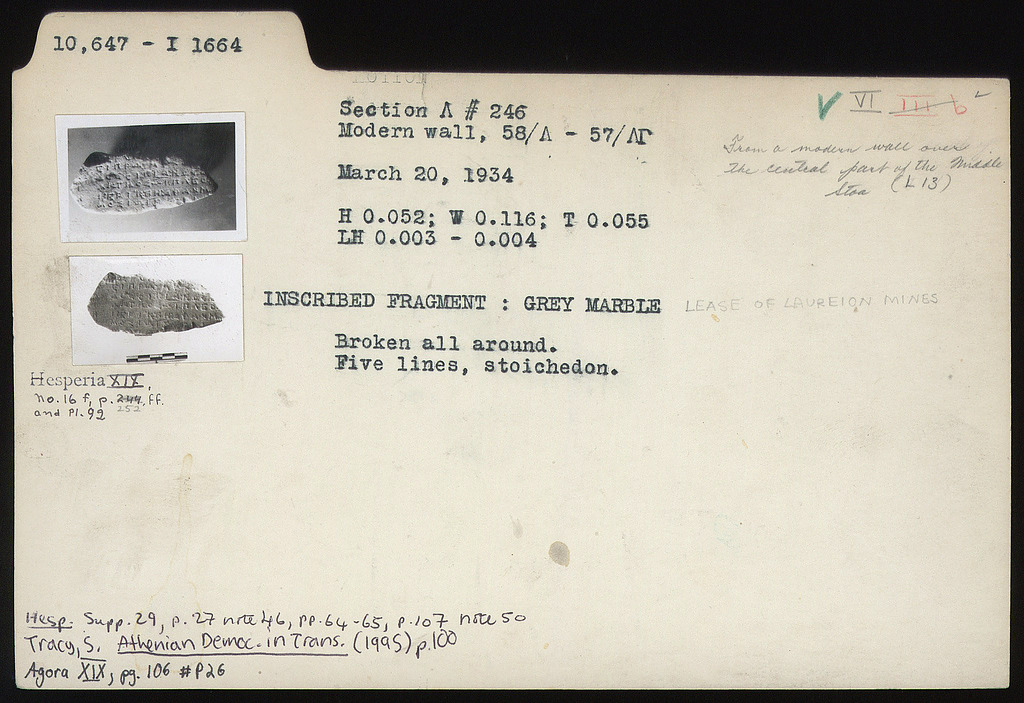 10,647 - I 1664
Section Λ # 246
Modern wall, 58/Λ - 57/ΛΓ
March 20, 1934
H 0.052; W 0.116; T 0.055
LH 0.003 - 0.004
INSCRIBED FRAGMENT : GREY MARBLE LEASE OF LAUREION MINES
Broken all around.
Five lines, stoichedon.
VI III b
From a modern wall over
the central part of the Middle
Stoa (L 13)
Hesperia XIX,
no. 16 f, p. 244, ff.
252
and Pl. 92
Hesp. Supp. 29, p. 27 note 46, pp. 64-65, p. 107 note 50
Tracy, S. Athenian Democ. in Trans. (1995) p. 100
Agora XIX, pg. 106 #P26